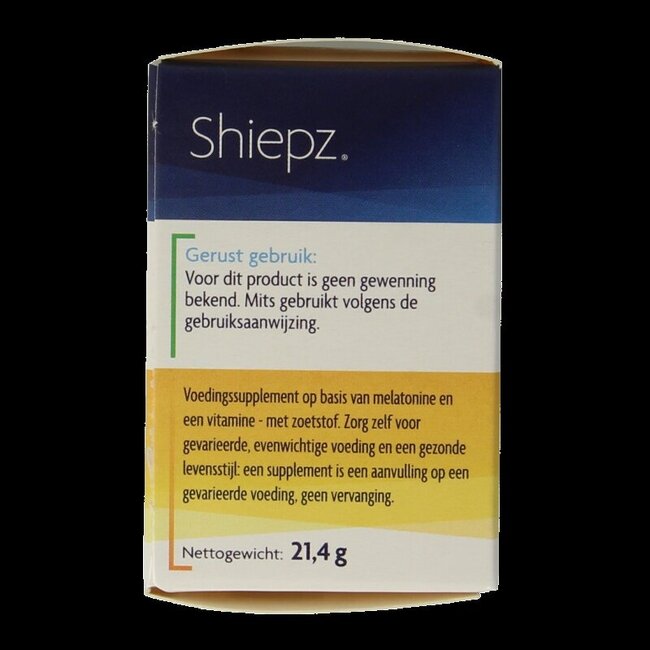 Shiepz®
Gerust gebruik:
Voor dit product is geen gewenning
bekend. Mits gebruikt volgens de
gebruiksaanwijzing.
Voedingssupplement op basis van melatonine en
een vitamine - met zoetstof. Zorg zelf voor
gevarieerde, evenwichtige voeding en een gezonde
levensstijl: een supplement is een aanvulling op een
gevarieerde voeding, geen vervanging.
Nettogewicht: 21,4 g